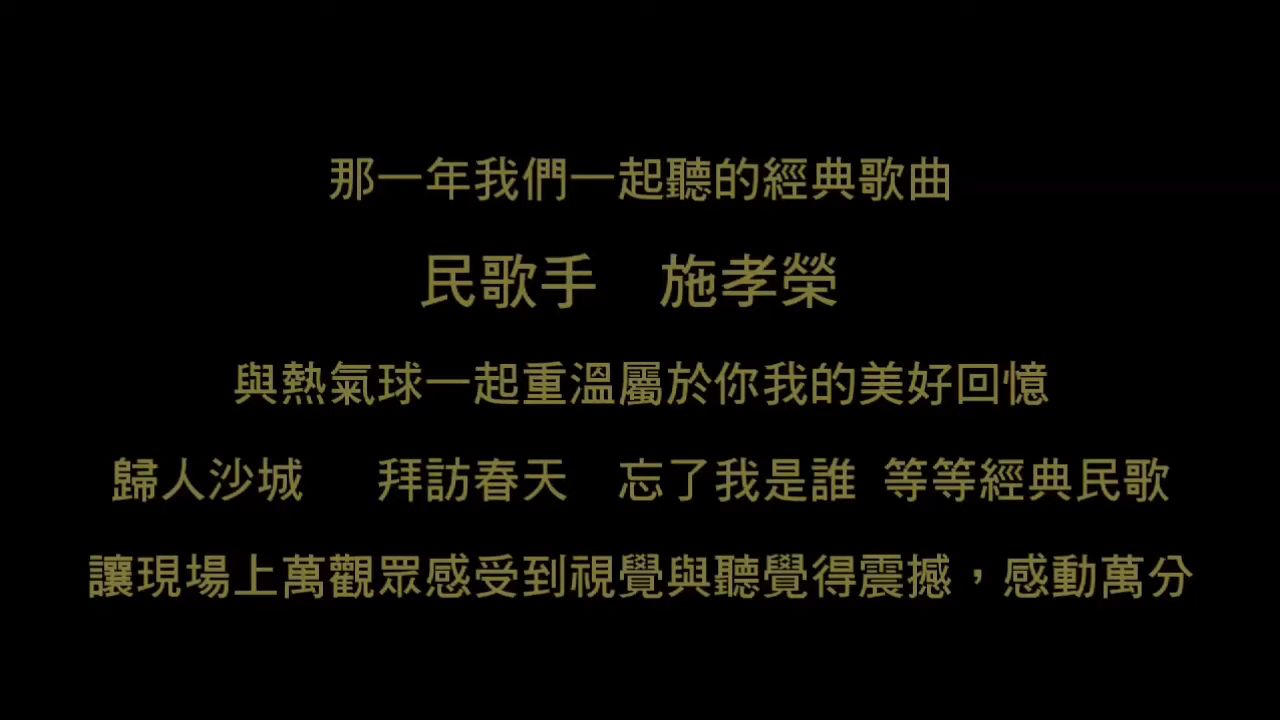 那一年我們一起聽的經典歌曲
民歌手　施孝榮
與熱氣球一起重溫屬於你我的美好回憶
歸人沙城　拜訪春天　忘了我是誰 等等經典民歌
讓現場上萬觀眾感受到視覺與聽覺得震撼，感動萬分